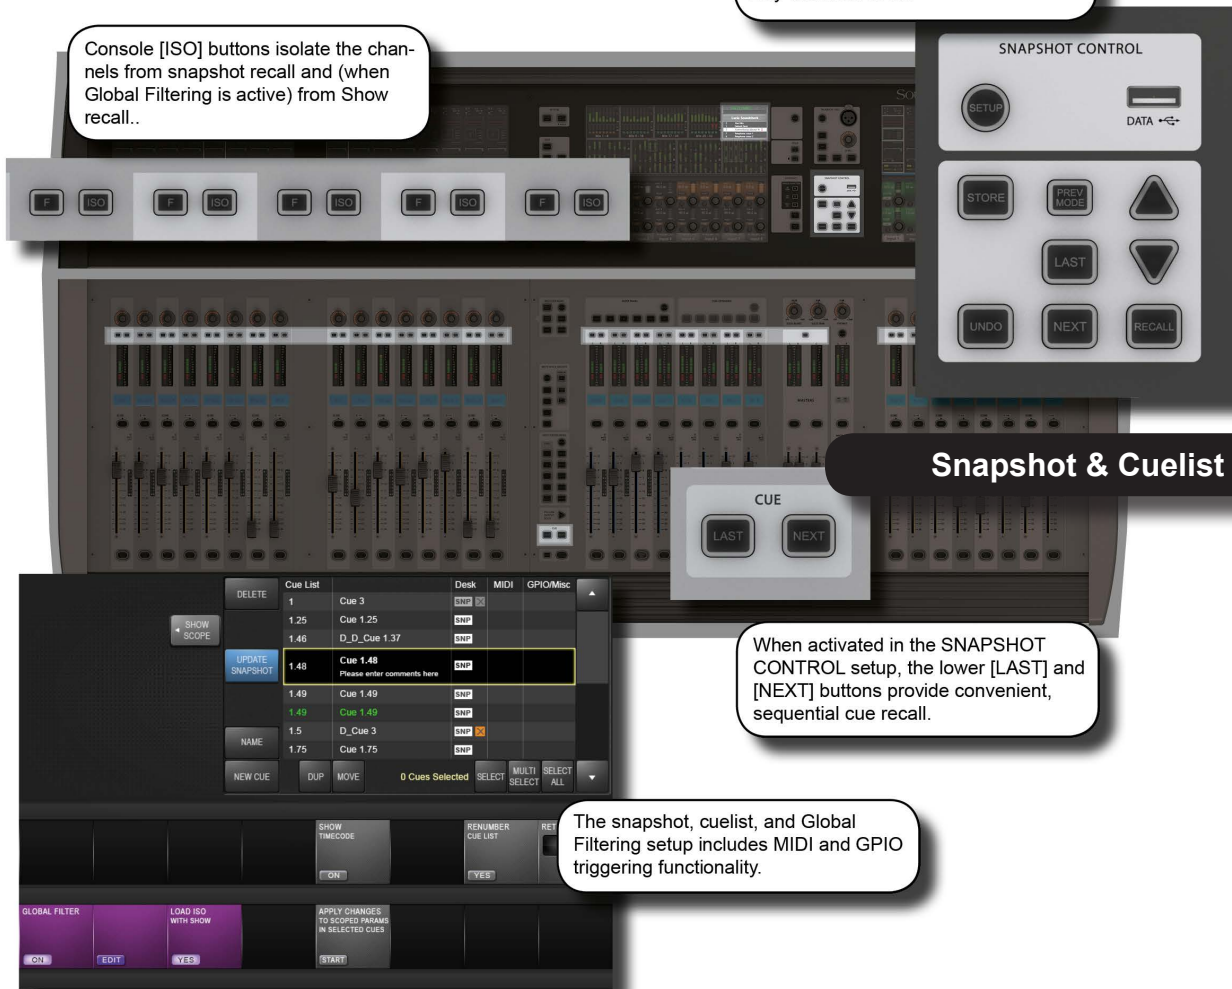 Console [ISO] buttons isolate the chan-
nels from snapshot recall and (when
Global Filtering is active) from Show
recall..
SNAPSHOT CONTROL
SETUP
DATA
STORE
PREV
MODE
LAST
UNDO
NEXT
RECALL
F ISO F ISO F ISO F ISO F ISO
Snapshot & Cuelist
CUE
LAST NEXT
When activated in the SNAPSHOT
CONTROL setup, the lower [LAST] and
[NEXT] buttons provide convenient,
sequential cue recall.
SHOW
SCOPE
DELETE
UPDATE
SNAPSHOT
NAME
NEW CUE
Cue List Desk MIDI GPIO/Misc
1 Cue 3 SNP
1.25 Cue 1.25 SNP
1.46 D_D_Cue 1.37 SNP
1.48 Cue 1.48 SNP
Please enter comments here
1.49 Cue 1.49 SNP
1.49 Cue 1.49 SNP
1.5 D_Cue 3 SNP
1.75 Cue 1.75 SNP
DUP MOVE 0 Cues Selected SELECT MULTI SELECT SELECT ALL
SHOW
TIMECODE
ON
RENUMBER
CUE LIST
YES
RET
The snapshot, cuelist, and Global
Filtering setup includes MIDI and GPIO
triggering functionality.
GLOBAL FILTER
ON
EDIT
LOAD ISO
WITH SHOW
YES
APPLY CHANGES
TO SCOPED PARAMS
IN SELECTED CUES
START